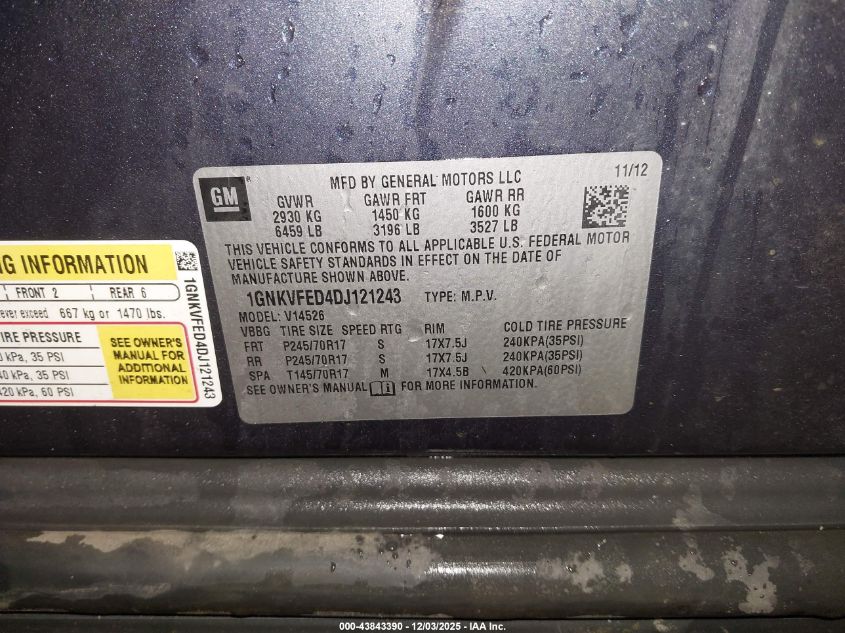 GM ®
MFD BY GENERAL MOTORS LLC
11/12
GVWR GAWR FRT GAWR RR
2930 KG 1450 KG 1600 KG
6459 LB 3196 LB 3527 LB
THIS VEHICLE CONFORMS TO ALL APPLICABLE U.S. FEDERAL MOTOR
VEHICLE SAFETY STANDARDS IN EFFECT ON THE DATE OF
MANUFACTURE SHOWN ABOVE.
1GNKVFED4DJ121243 TYPE: M.P.V.
MODEL: V14526
VBBG TIRE SIZE SPEED RTG RIM COLD TIRE PRESSURE
FRT P245/70R17 S 17X7.5J 240KPA(35PSI)
RR P245/70R17 S 17X7.5J 240KPA(35PSI)
SPA T145/70R17 M 17X4.5B 420KPA(60PSI)
SEE OWNER'S MANUAL FOR MORE INFORMATION.
NG INFORMATION
FRONT 2 REAR 6
ever exceed 667 kg or 1470 lbs.
TIRE PRESSURE
0 kPa, 35 PSI
40 kPa, 35 PSI
420 kPa, 60 PSI
SEE OWNER'S
MANUAL FOR
ADDITIONAL
INFORMATION
1GNKVFED4DJ121243
000-43843390 - 12/03/2025 - IAA Inc.